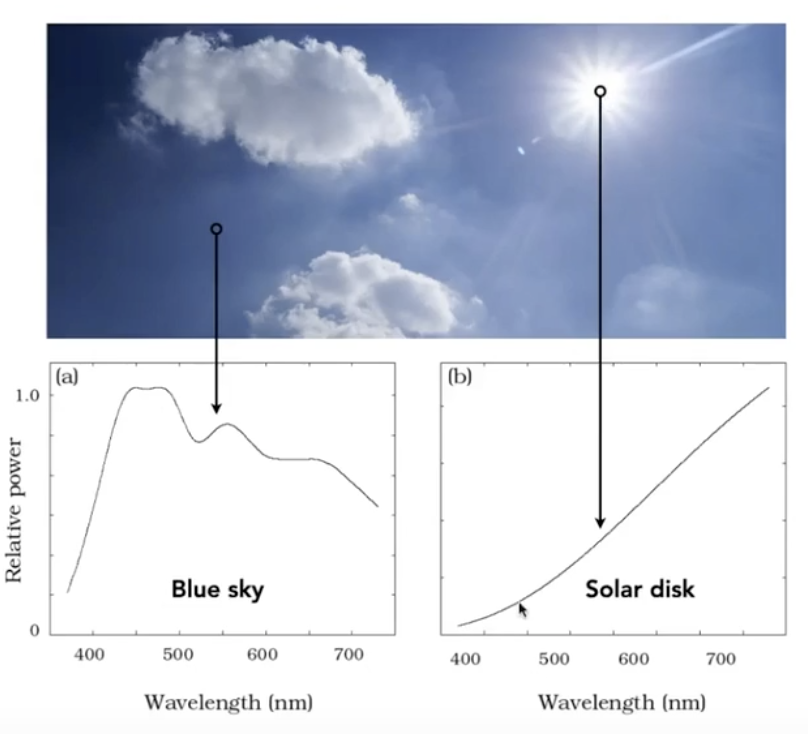 (a)
(b)
1.0
Relative power
0
Blue sky
Solar disk
400 500 600 700
400 500 600 700
Wavelength (nm)
Wavelength (nm)